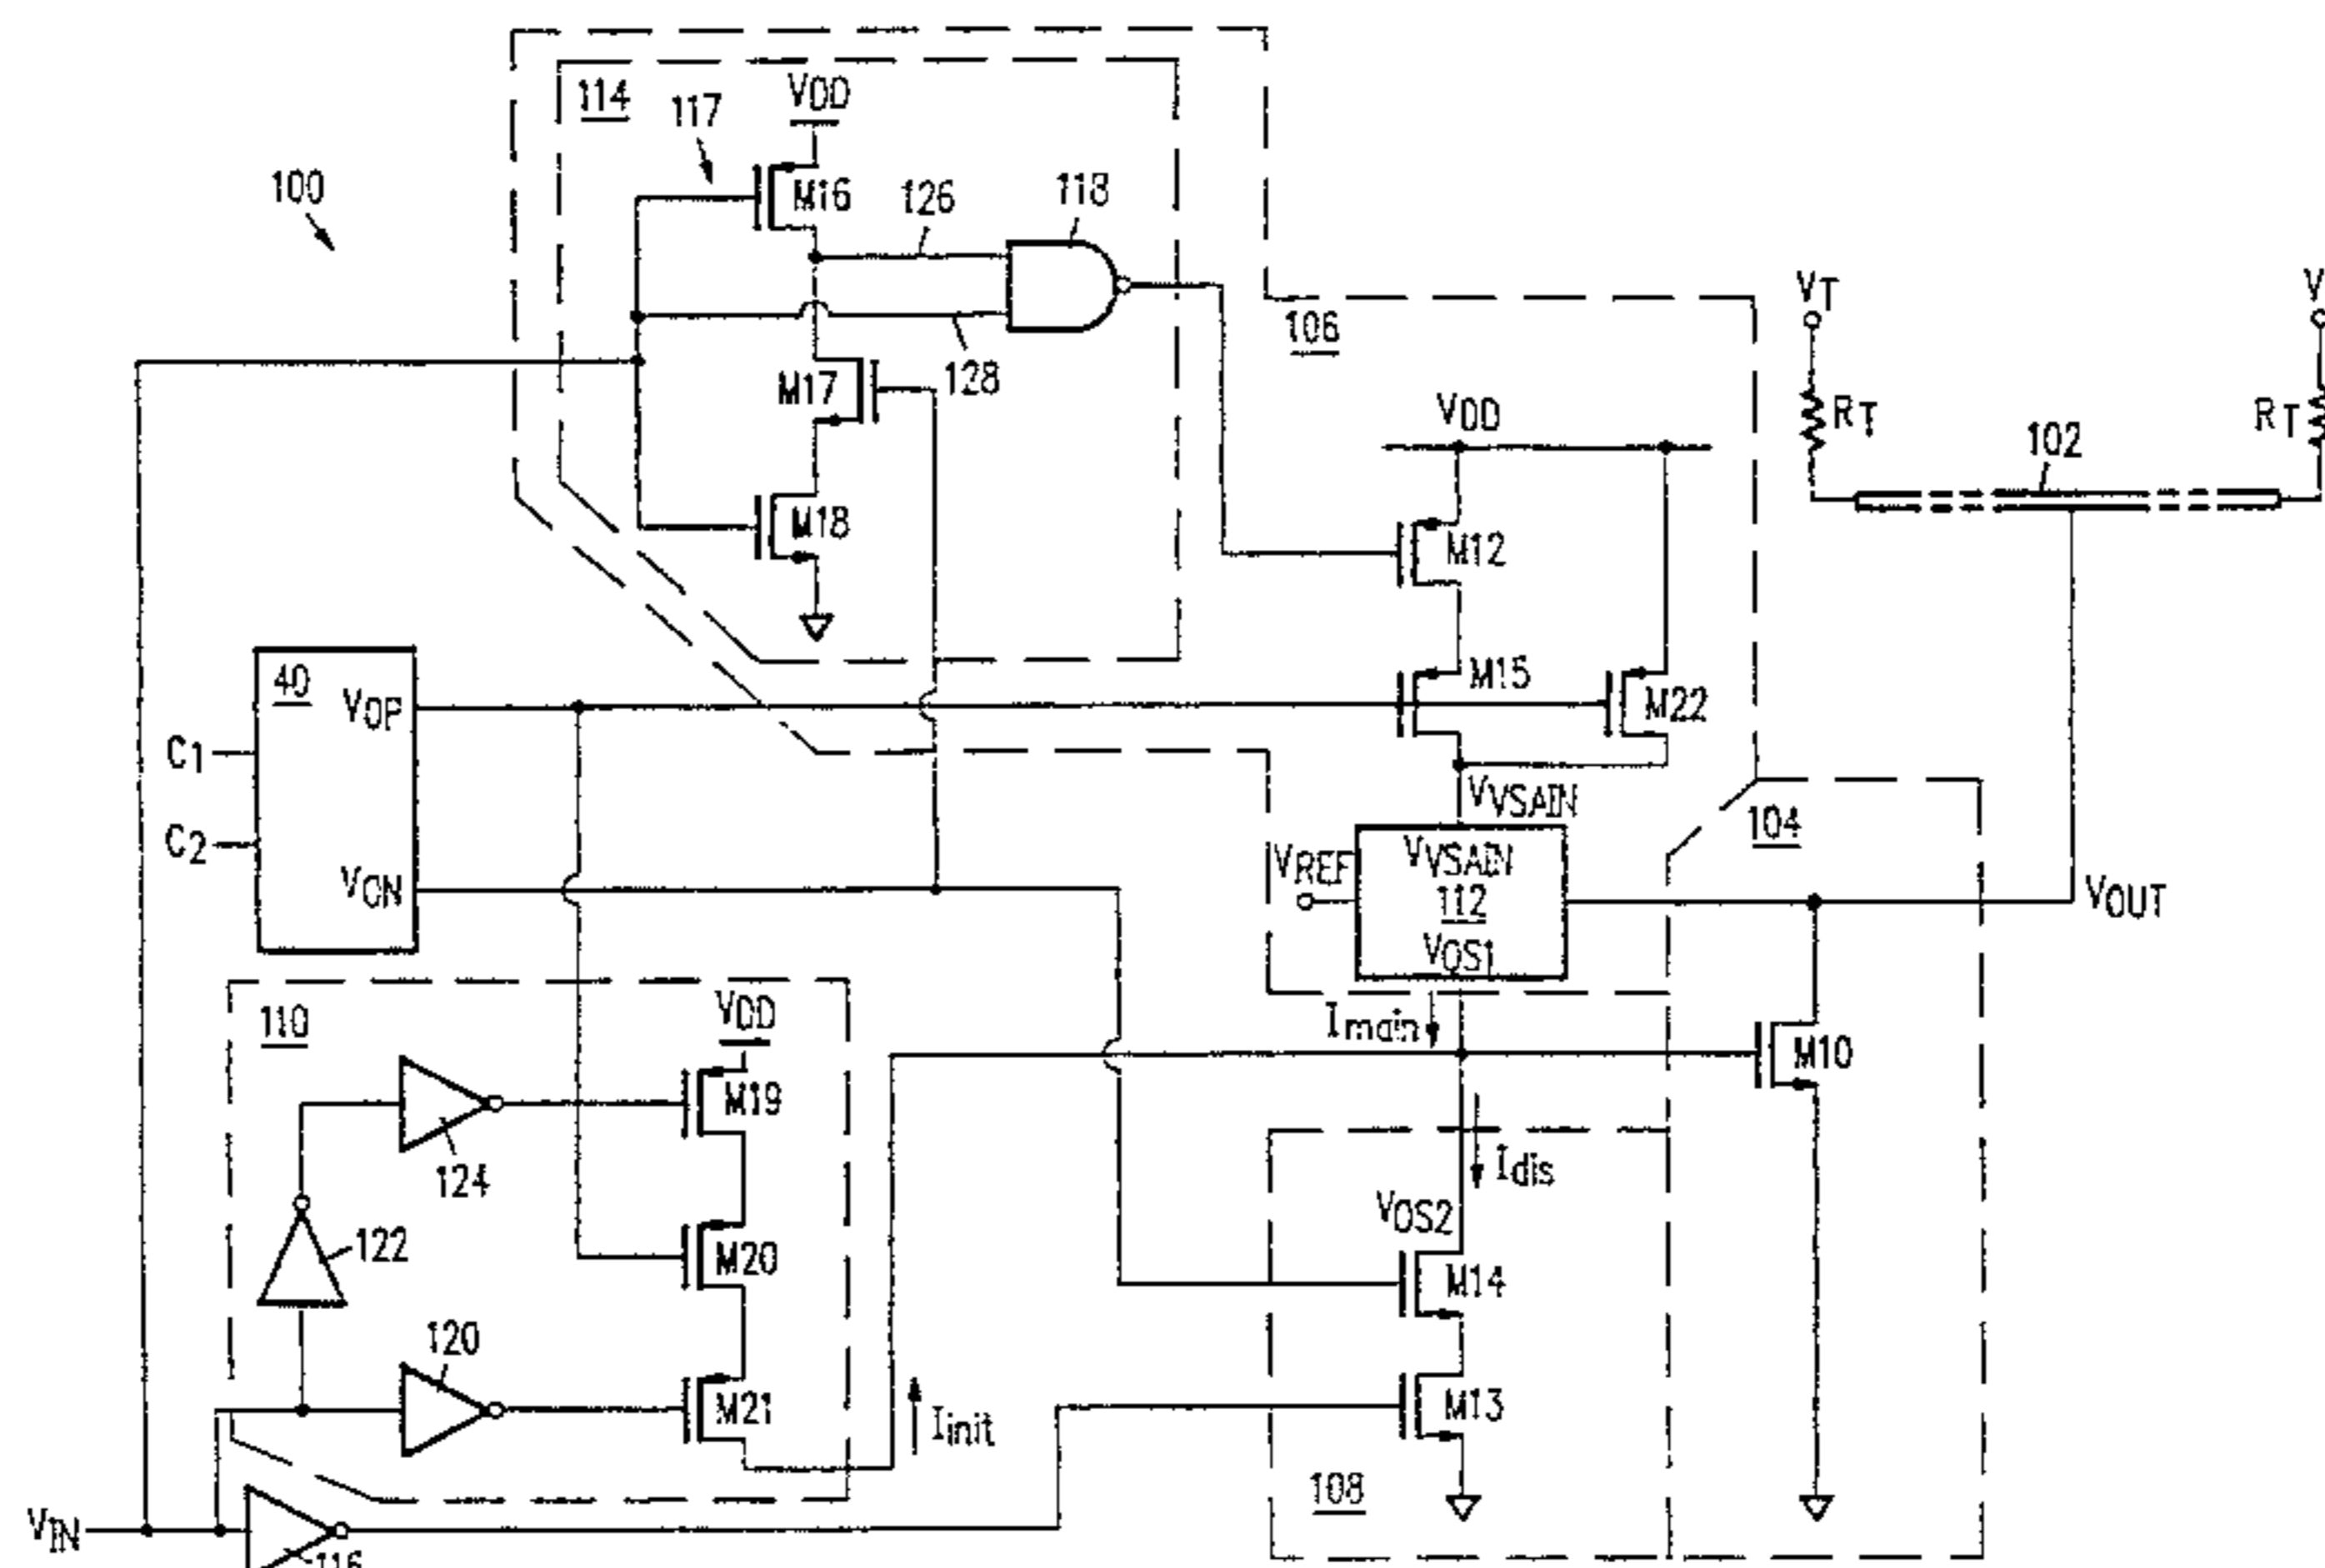 114
117
VDD
100
M16
126
118
128
M17
M18
106
VT
V
RT
RT
102
VDD
M12
M15
M22
40
VOP
C1
C2
VON
VVSAIN
VREF
VVSAIN
112
VOS1
104
VOUT
110
VDD
Imain
M10
M19
124
Idis
VOS2
M20
122
M14
120
M21
Iinit
M13
108
VIN
116